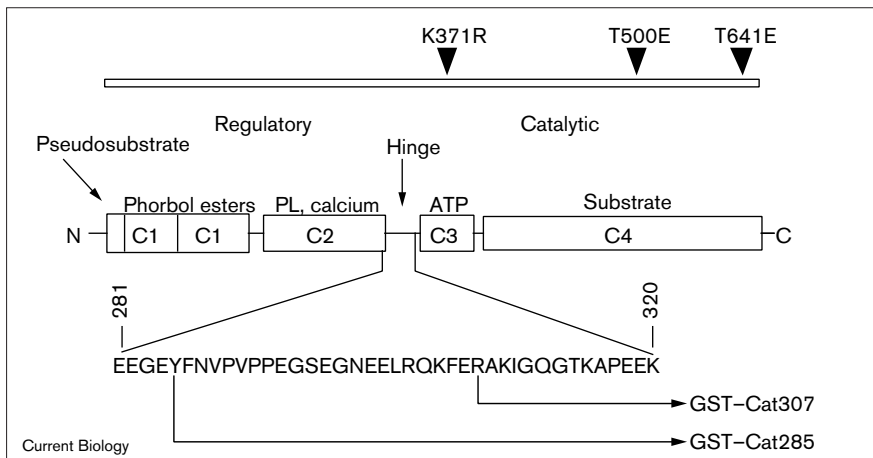 K371R T500E T641E
Regulatory Catalytic
Pseudosubstrate Hinge
Phorbol esters PL, calcium ATP Substrate
N C1 C1 C2 C3 C4 C
281 320
EEGEYFNVPVPPEGSEGNEELRQKFERAKIGQGTKAPEEK
GST–Cat307
GST–Cat285
Current Biology